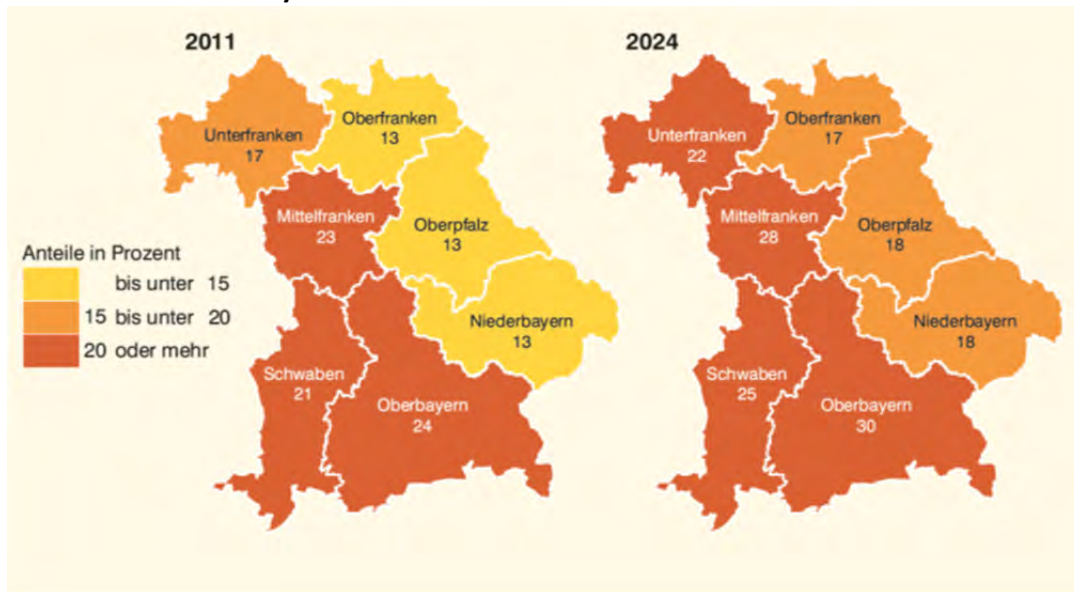 2011
Unterfranken
17
Oberfranken
13
Mittelfranken
23
Oberpfalz
13
Niederbayern
13
Schwaben
21
Oberbayern
24
Anteile in Prozent
bis unter 15
15 bis unter 20
20 oder mehr
2024
Unterfranken
22
Oberfranken
17
Mittelfranken
28
Oberpfalz
18
Niederbayern
18
Schwaben
25
Oberbayern
30